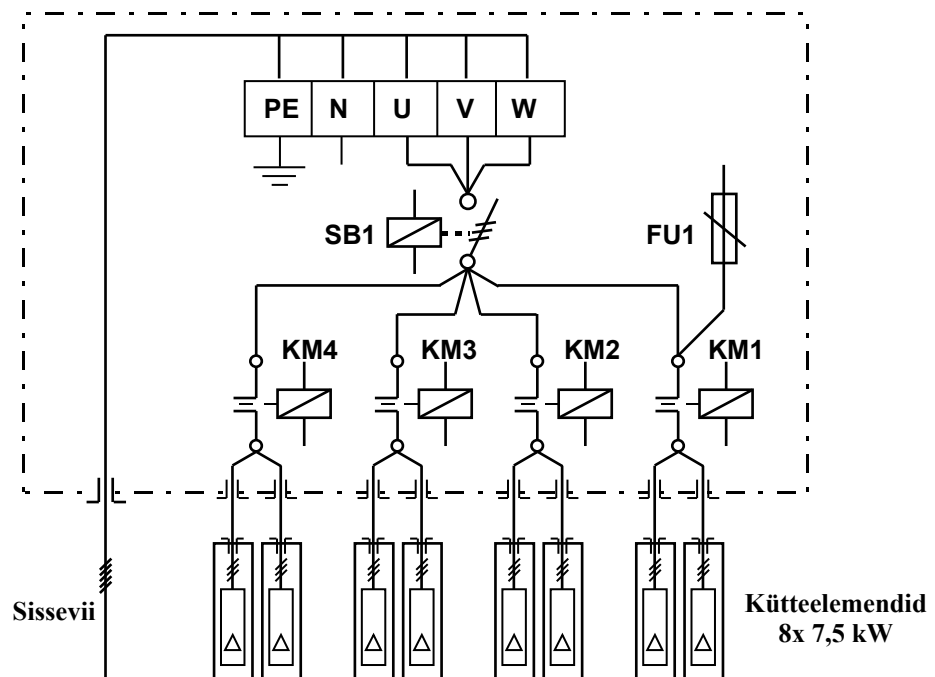 PE N U V W
SB1
FU1
KM4 KM3 KM2 KM1
Sissevii
Kütteelemendid
8x 7,5 kW